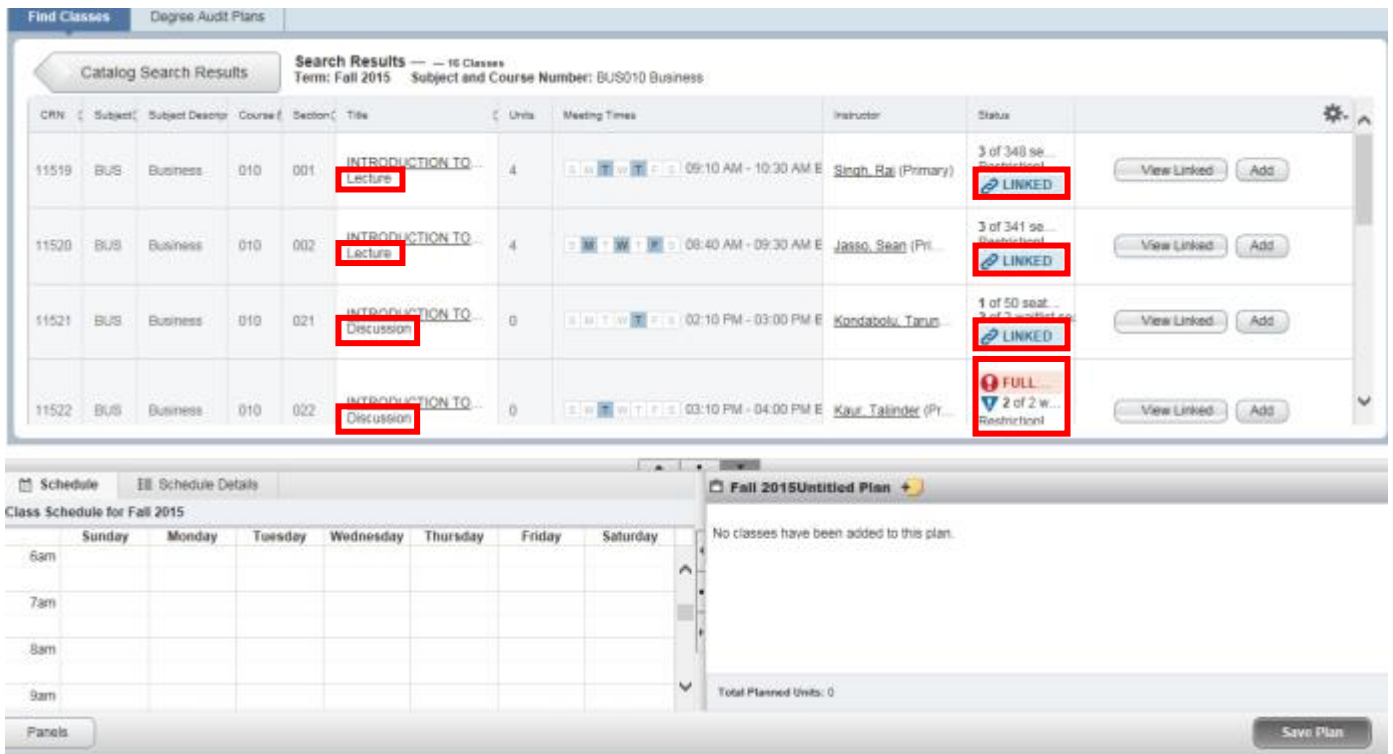 Find Classes Degree Audit Plans
Catalog Search Results
Search Results — — 16 Classes
Term: Fall 2015 Subject and Course Number: BUS010 Business
CRN Subject Subject Descrip Course Section Title Units Meeting Times Instructor Status
11519 BUS Business 010 001 INTRODUCTION TO... Lecture 4 S M T W T F S 09:10 AM - 10:30 AM Singh, Raj (Primary) 3 of 348 se... LINKED View Linked Add
11520 BUS Business 010 002 INTRODUCTION TO... Lecture 4 S M T W T F S 08:40 AM - 09:30 AM Jasso, Sean (Pri... 3 of 341 se... LINKED View Linked Add
11521 BUS Business 010 021 INTRODUCTION TO... Discussion 0 S M T W T F S 02:10 PM - 03:00 PM Kondabolu, Tarun... 1 of 50 seat... LINKED View Linked Add
11522 BUS Business 010 022 INTRODUCTION TO... Discussion 0 S M T W T F S 03:10 PM - 04:00 PM Kaur, (Pr... FULL... 2 of 2 w... View Linked Add
Schedule Schedule Details
Class Schedule for Fall 2015
Sunday Monday Tuesday Wednesday Thursday Friday Saturday
6am
7am
8am
9am
Fall 2015Untitled Plan
No classes have been added to this plan.
Total Planned Units: 0
Panels
Save Plan